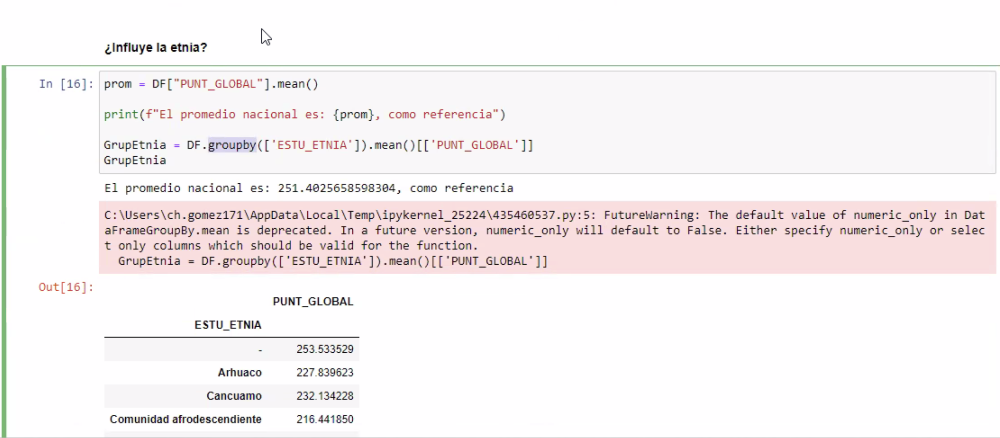 ¿Influye la etnia?
In [16]:
prom = DF["PUNT_GLOBAL"].mean()
print(f"El promedio nacional es: {prom}, como referencia")
GrupEtnia = DF.groupby(['ESTU_ETNIA']).mean()[['PUNT_GLOBAL']]
GrupEtnia
El promedio nacional es: 251.4025658598304, como referencia
C:\Users\ch.gomez171\AppData\Local\Temp\ipykernel_25224\435460537.py:5: FutureWarning: The default value of numeric_only in Dat
aFrameGroupBy.mean is deprecated. In a future version, numeric_only will default to False. Either specify numeric_only or selec
t only columns which should be valid for the function.
GrupEtnia = DF.groupby(['ESTU_ETNIA']).mean()[['PUNT_GLOBAL']]
Out[16]:
PUNT_GLOBAL
ESTU_ETNIA
- 253.533529
Arhuaco 227.839623
Cancuamo 232.134228
Comunidad afrodescendiente 216.441850